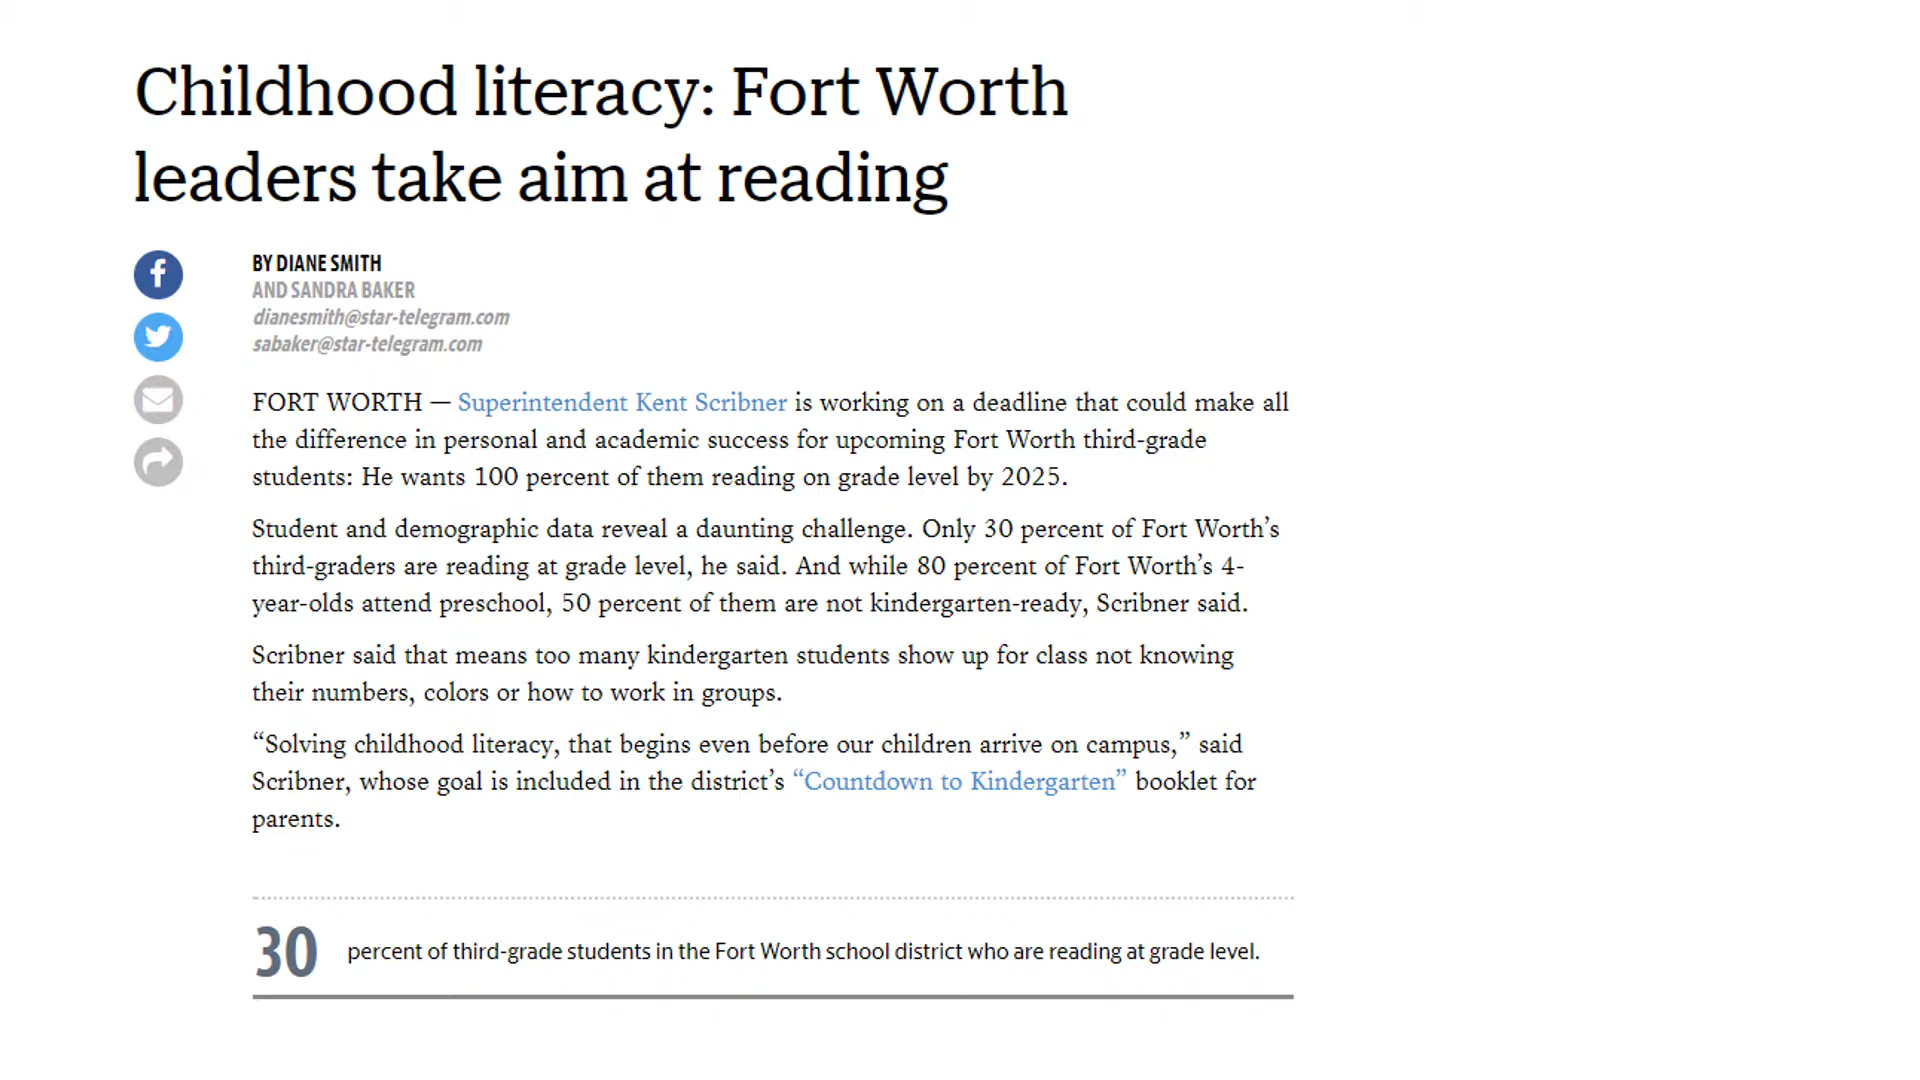 Childhood literacy: Fort Worth
leaders take aim at reading
BY DIANE SMITH
AND SANDRA BAKER
dianesmith@star-telegram.com
sabaker@star-telegram.com
FORT WORTH — Superintendent Kent Scribner is working on a deadline that could make all
the difference in personal and academic success for upcoming Fort Worth third-grade
students: He wants 100 percent of them reading on grade level by 2025.
Student and demographic data reveal a daunting challenge. Only 30 percent of Fort Worth’s
third-graders are reading at grade level, he said. And while 80 percent of Fort Worth’s 4-
year-olds attend preschool, 50 percent of them are not kindergarten-ready, Scribner said.
Scribner said that means too many kindergarten students show up for class not knowing
their numbers, colors or how to work in groups.
“Solving childhood literacy, that begins even before our children arrive on campus,” said
Scribner, whose goal is included in the district’s “Countdown to Kindergarten” booklet for
parents.
30 percent of third-grade students in the Fort Worth school district who are reading at grade level.